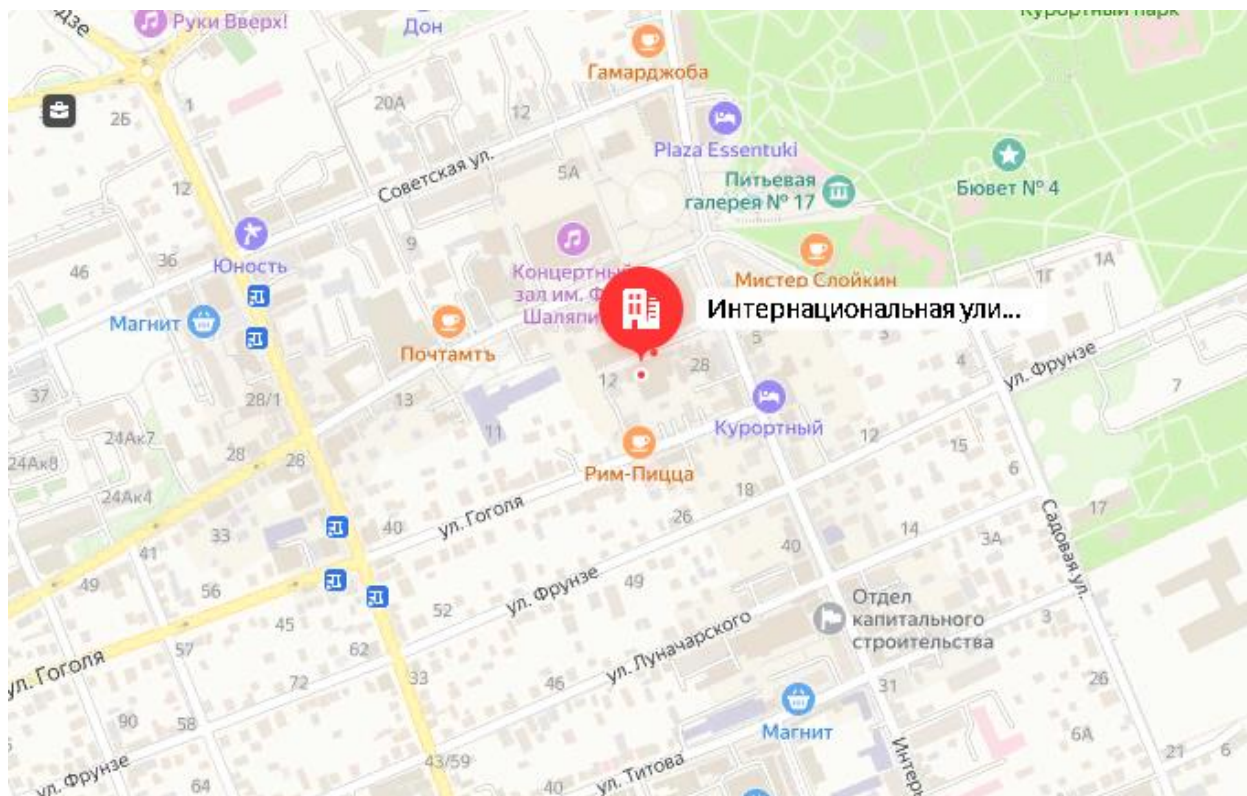 Курортный парк
Руки Вверх!
Дон
Гамарджоба
2Б
1
20А
12
Plaza Essentuki
Советская ул.
5А
Питьевая
галерея № 17
Бювет № 4
12
9
46
36
Юность
Концертный
зал им. Ф
Шаляпи
Мистер Слойкин
1Г
1А
Интернациональная ули...
Магнит
Почтамтъ
5
3
4
ул. Фрунзе
7
28
12
37
28/1
13
11
Курортный
12
15
6
24Ак7
24Ак8
28
28
Рим-Пицца
18
24Ак4
33
40
ул. Гоголя
26
17
14
3А
Садовая ул.
41
49
56
40
ул. Фрунзе
49
Отдел
капитального
строительства
3
45
52
57
62
ул. Луначарского
ул. Гоголя
72
33
46
31
26
90
58
Магнит
6А
43/59
21
6
ул. Фрунзе
64
40
ул. Титова
Интерн